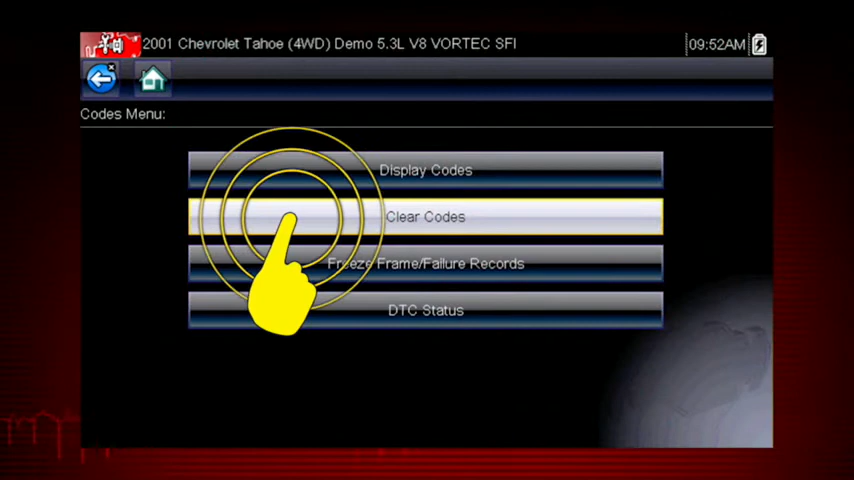 2001 Chevrolet Tahoe (4WD) Demo 5.3L V8 VORTEC SFI
09:52AM
Codes Menu:
Display Codes
Clear Codes
Freeze Frame/Failure Records
DTC Status